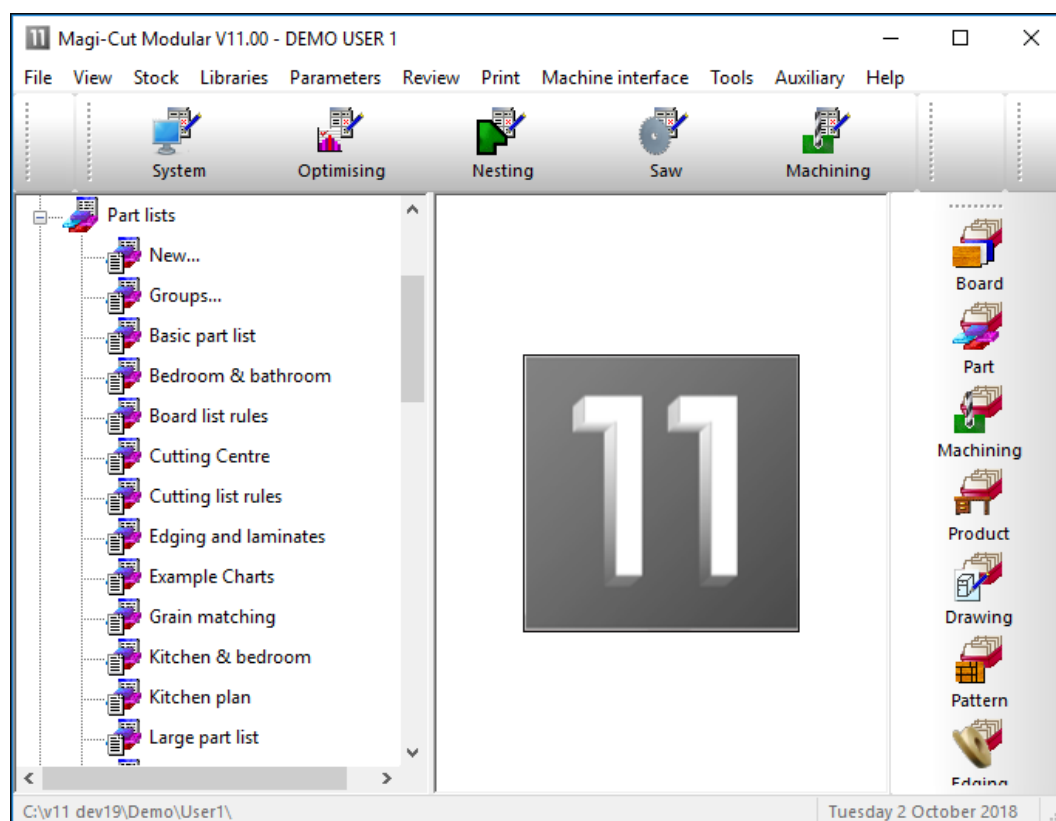 11 Magi-Cut Modular V11.00 - DEMO USER 1
File View Stock Libraries Parameters Review Print Machine interface Tools Auxiliary Help
System Optimising Nesting Saw Machining
Part lists
New...
Groups...
Basic part list
Bedroom & bathroom
Board list rules
Cutting Centre
Cutting list rules
Edging and laminates
Example Charts
Grain matching
Kitchen & bedroom
Kitchen plan
Large part list
11
Board
Part
Machining
Product
Drawing
Pattern
Edging
C:\v11 dev19\Demo\User1\
Tuesday 2 October 2018